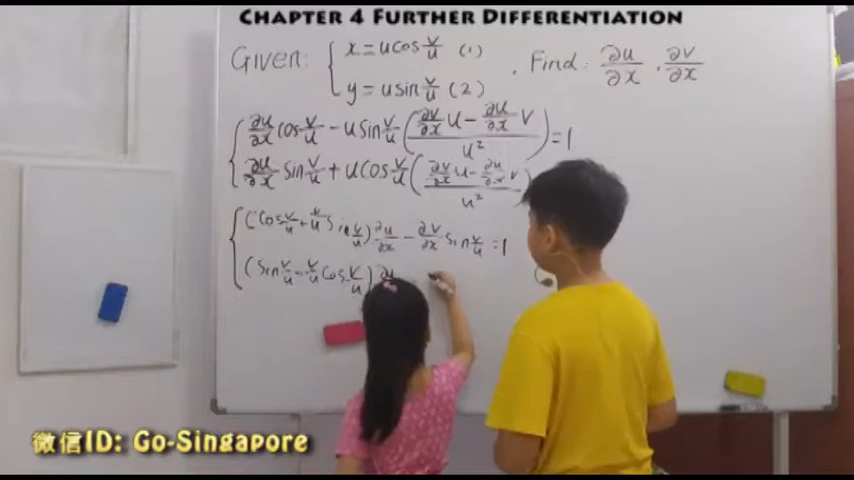 CHAPTER 4 FURTHER DIFFERENTIATION
Given: { x = u cos v/u (1) , Find: ∂u/∂x , ∂v/∂x
y = u sin v/u (2)
{ ∂u/∂x cos v/u - u sin v/u ( (∂v/∂x u - ∂u/∂x v) / u² ) = 1
∂u/∂x sin v/u + u cos v/u ( (∂v/∂x u - ∂u/∂x v) / u² )
{ (cos v/u + v/u sin v/u) ∂u/∂x - ∂v/∂x sin v/u = 1
(sin v/u - v/u cos v/u) ∂u
微信ID: Go-Singapore